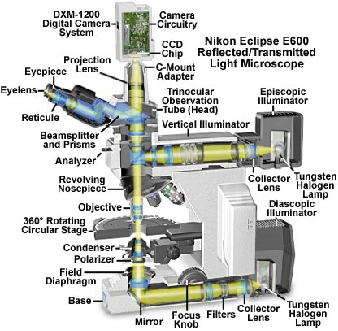 DXM-1200
Digital Camera
System
Camera
Circuitry
CCD
Chip
Nikon Eclipse E600
Reflected/Transmitted
Light Microscope
Projection
Lens
C-Mount
Adapter
Eyepiece
Eyelens
Trinocular
Observation
Tube (Head)
Episcopic
Illuminator
Reticule
Vertical Illuminator
Beamsplitter
and Prisms
Analyzer
Revolving
Nosepiece
Collector
Lens
Tungsten
Halogen
Lamp
Diascopic
Illuminator
Objective
360° Rotating
Circular Stage
Condenser
Polarizer
Field
Diaphragm
Base
Mirror
Focus
Knob
Filters
Collector
Lens
Tungsten
Halogen
Lamp